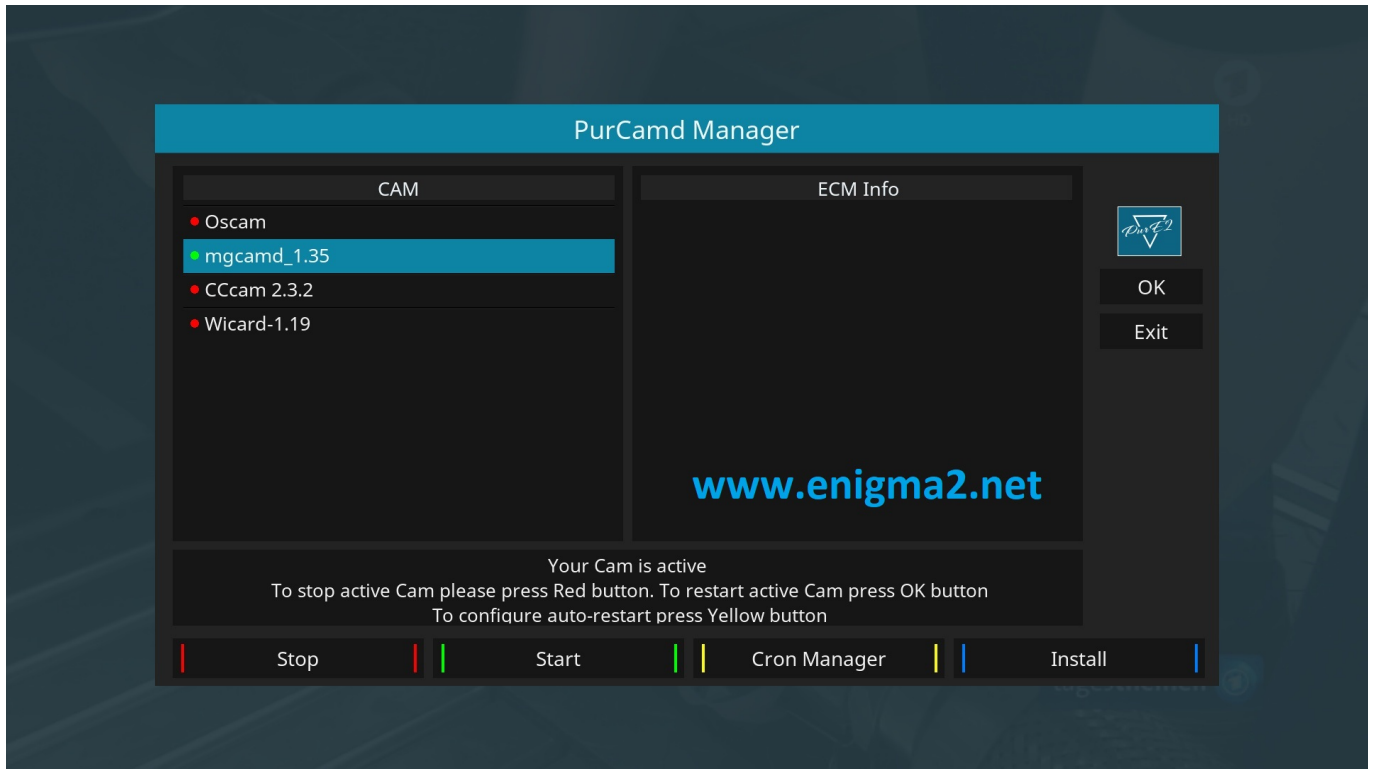 PurCamd Manager
CAM
Oscam
mgcamd_1.35
CCcam 2.3.2
Wicard-1.19
ECM Info
www.enigma2.net
PurE2
OK
Exit
Your Cam is active
To stop active Cam please press Red button. To restart active Cam press OK button
To configure auto-restart press Yellow button
Stop
Start
Cron Manager
Install
tagesthemen